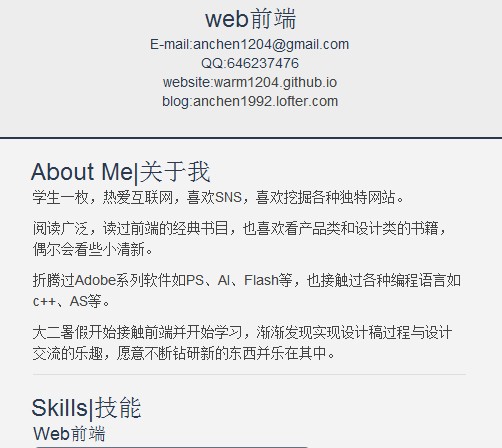 web前端
E-mail:anchen1204@gmail.com
QQ:646237476
website:warm1204.github.io
blog:anchen1992.lofter.com
About Me|关于我
学生一枚，热爱互联网，喜欢SNS，喜欢挖掘各种独特网站。
阅读广泛，读过前端的经典书目，也喜欢看产品类和设计类的书籍，
偶尔会看些小清新。
折腾过Adobe系列软件如PS、AI、Flash等，也接触过各种编程语言如
c++、AS等。
大二暑假开始接触前端并开始学习，渐渐发现实现设计稿过程与设计
交流的乐趣，愿意不断钻研新的东西并乐在其中。
Skills|技能
Web前端